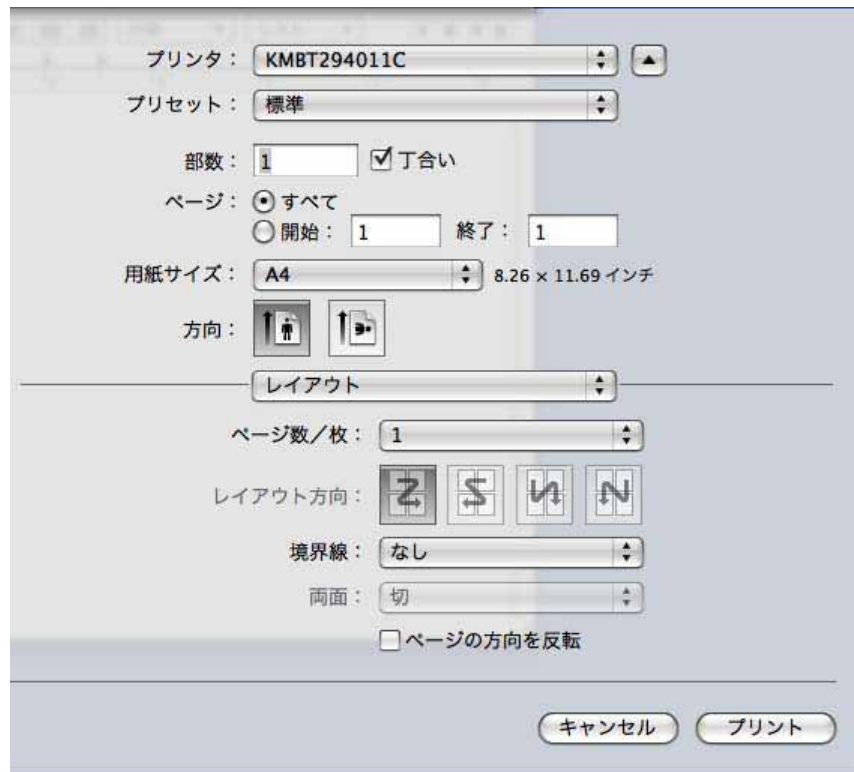 プリンタ： KMBT294011C
プリセット： 標準
部数： 1 丁合い
ページ： すべて
開始： 1 終了： 1
用紙サイズ： A4 8.26 × 11.69 インチ
方向：
レイアウト
ページ数／枚： 1
レイアウト方向：
境界線： なし
両面： 切
ページの方向を反転
キャンセル プリント